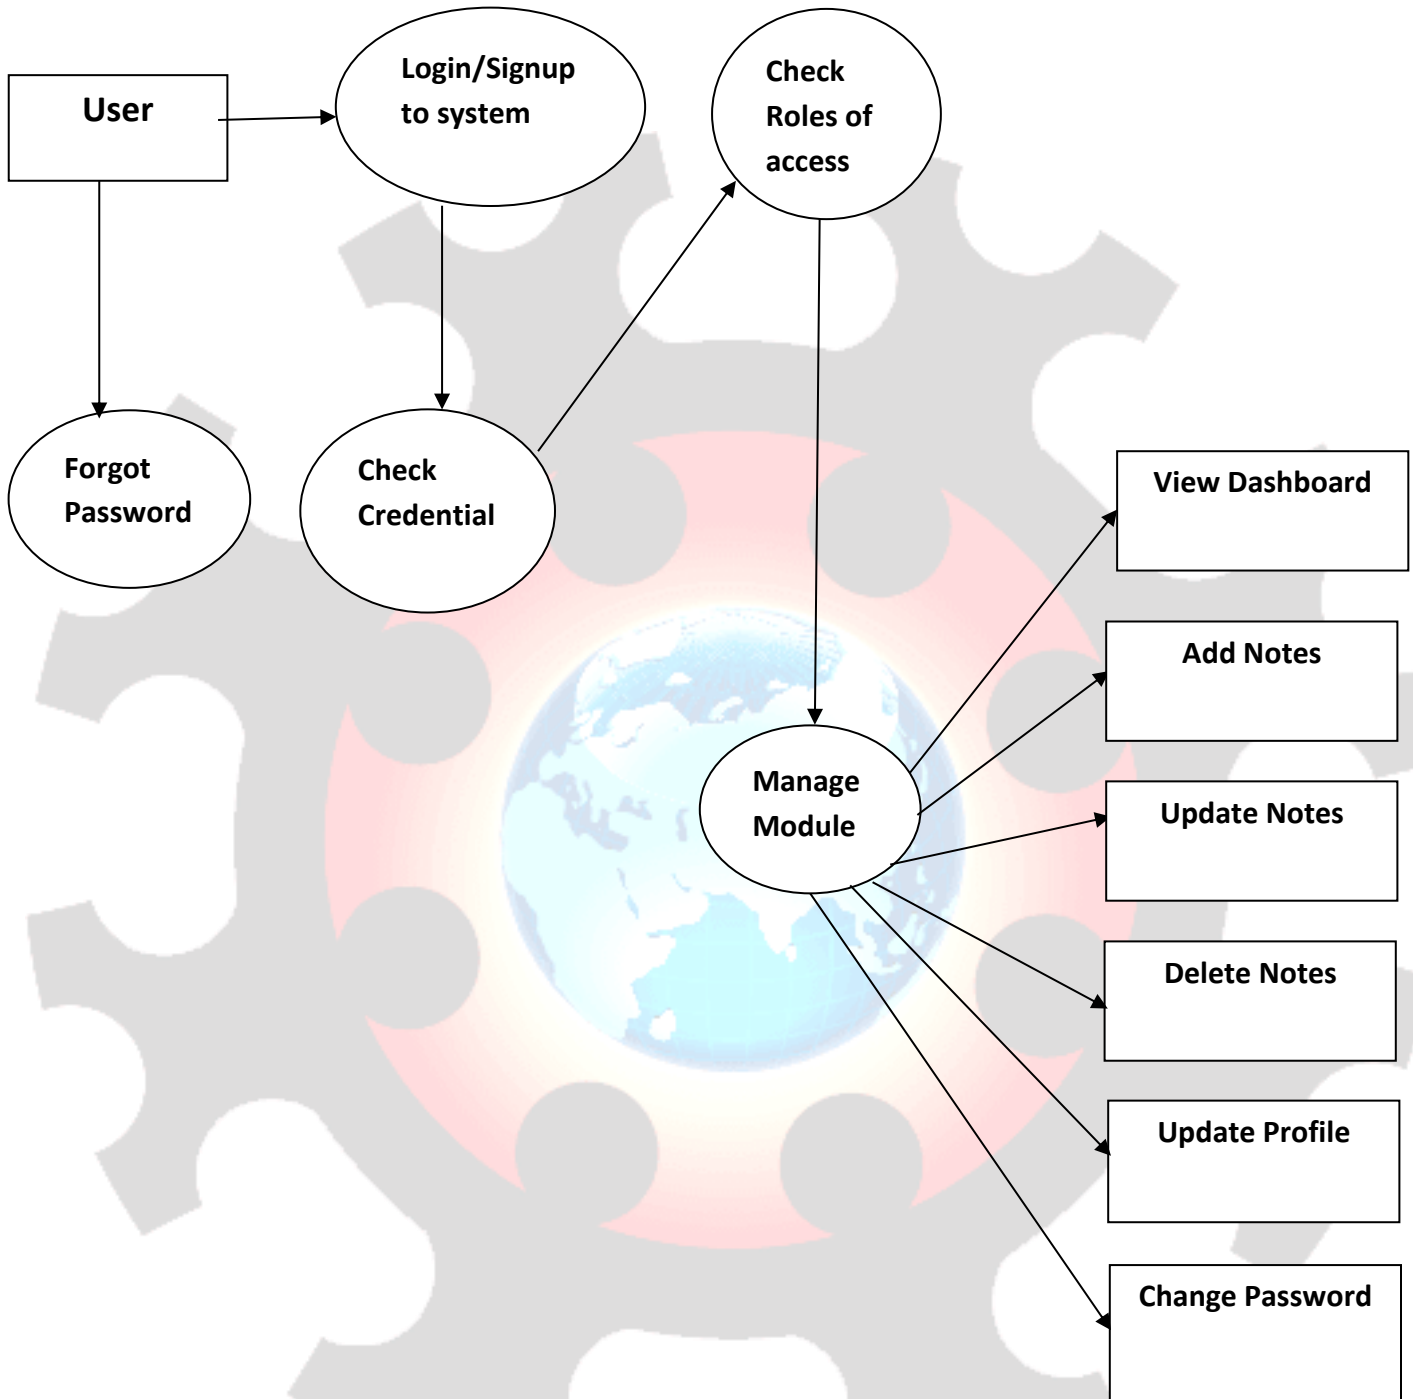 User
Login/Signup
to system
Check
Roles of
access
Forgot
Password
Check
Credential
View Dashboard
Add Notes
Manage
Module
Update Notes
Delete Notes
Update Profile
Change Password